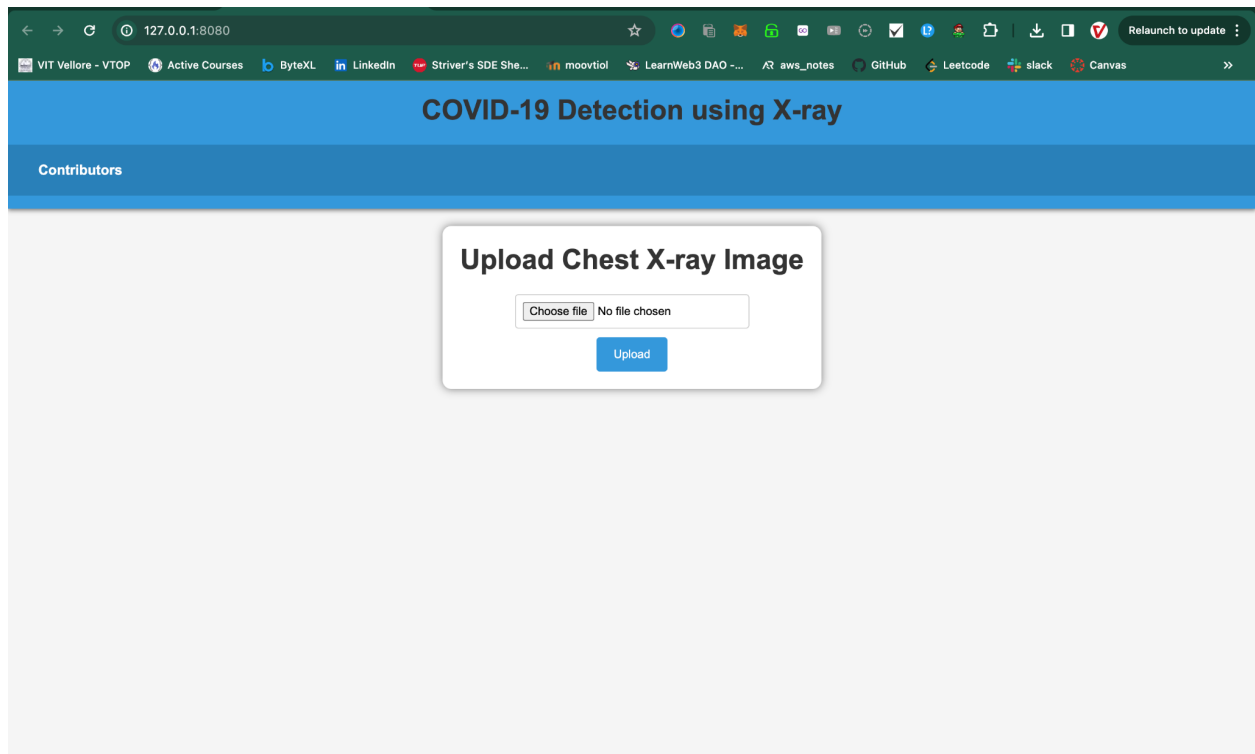 127.0.0.1:8080 Relaunch to update
VIT Vellore - VTOP Active Courses ByteXL LinkedIn Striver's SDE She... moovtiol LearnWeb3 DAO -... aws_notes GitHub Leetcode slack Canvas »
COVID-19 Detection using X-ray
Contributors
Upload Chest X-ray Image
Choose file No file chosen
Upload